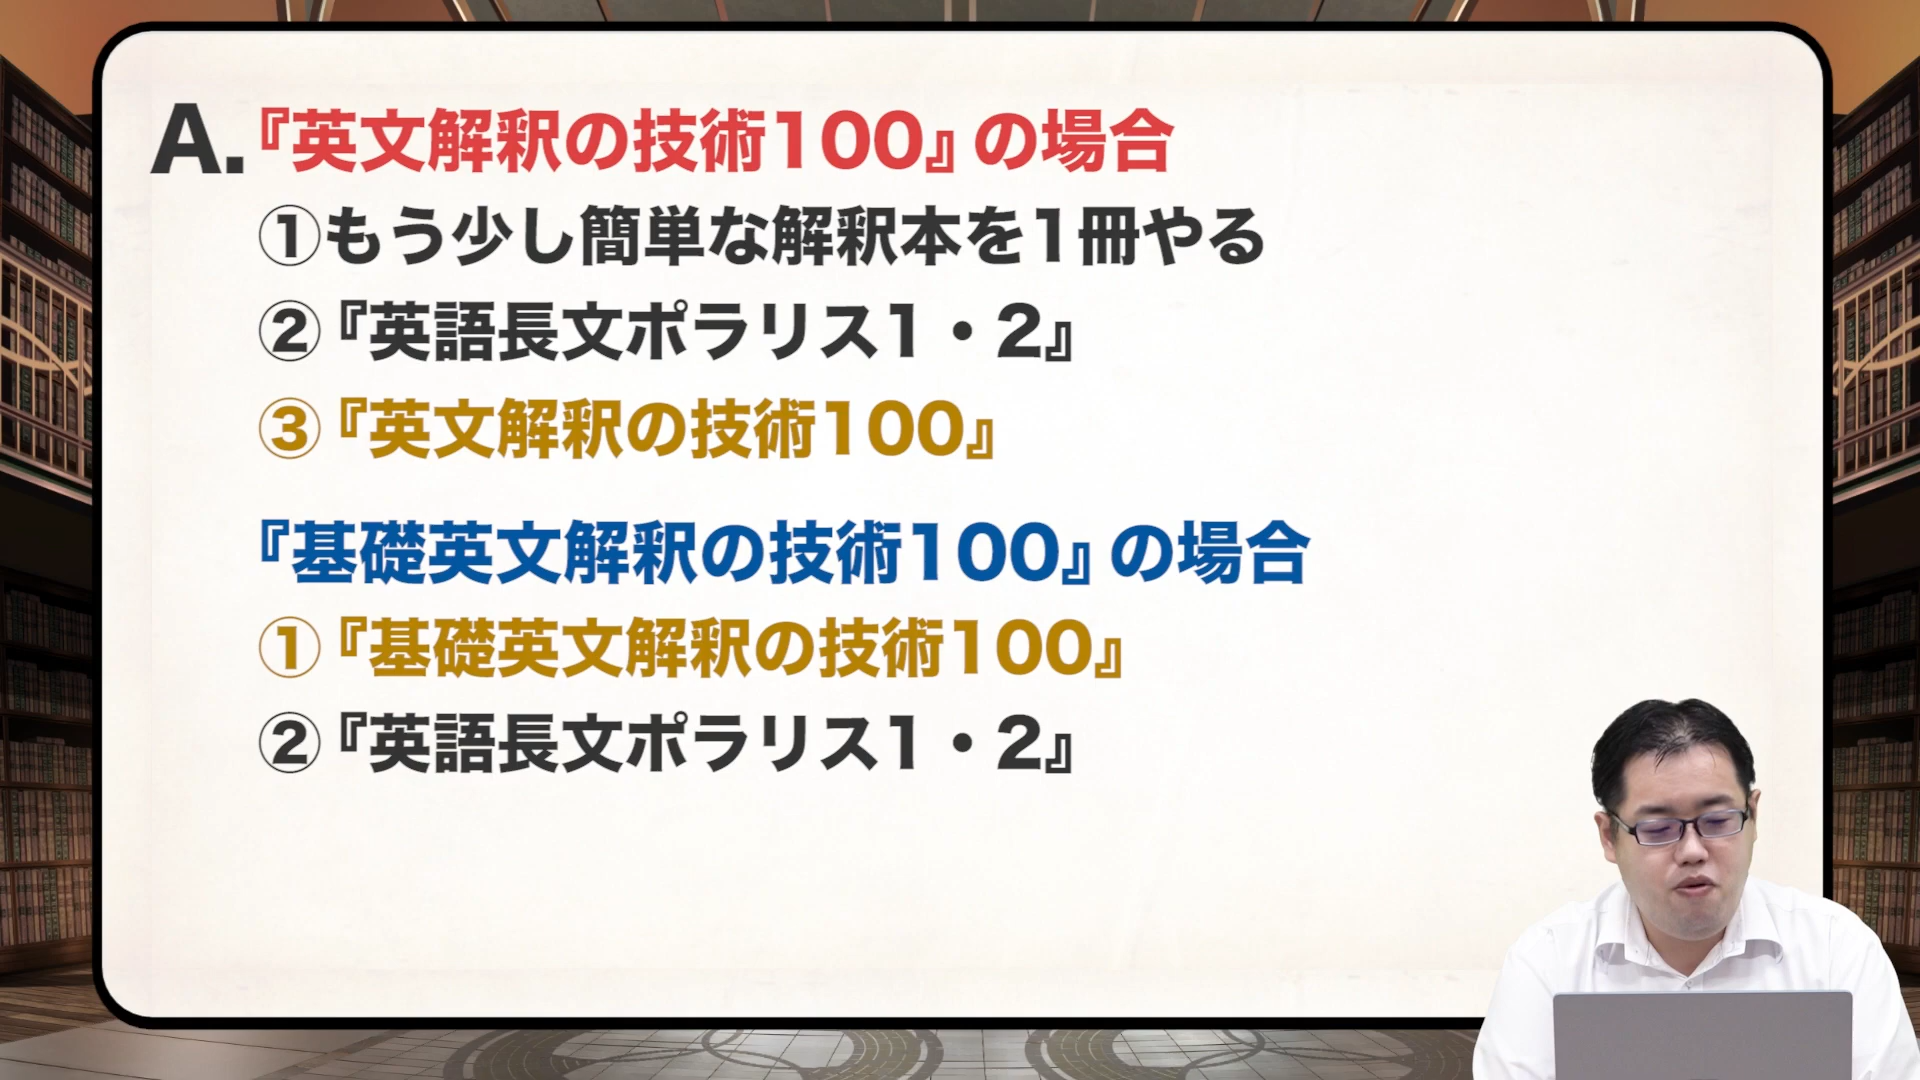 A.『英文解釈の技術100』の場合
①もう少し簡単な解釈本を1冊やる
②『英語長文ポラリス1・2』
③『英文解釈の技術100』
『基礎英文解釈の技術100』の場合
①『基礎英文解釈の技術100』
②『英語長文ポラリス1・2』